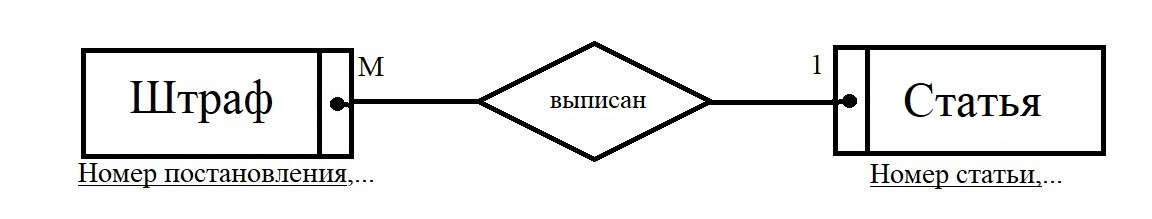 Штраф
М
выписан
1
Статья
Номер постановления,...
Номер статьи,...